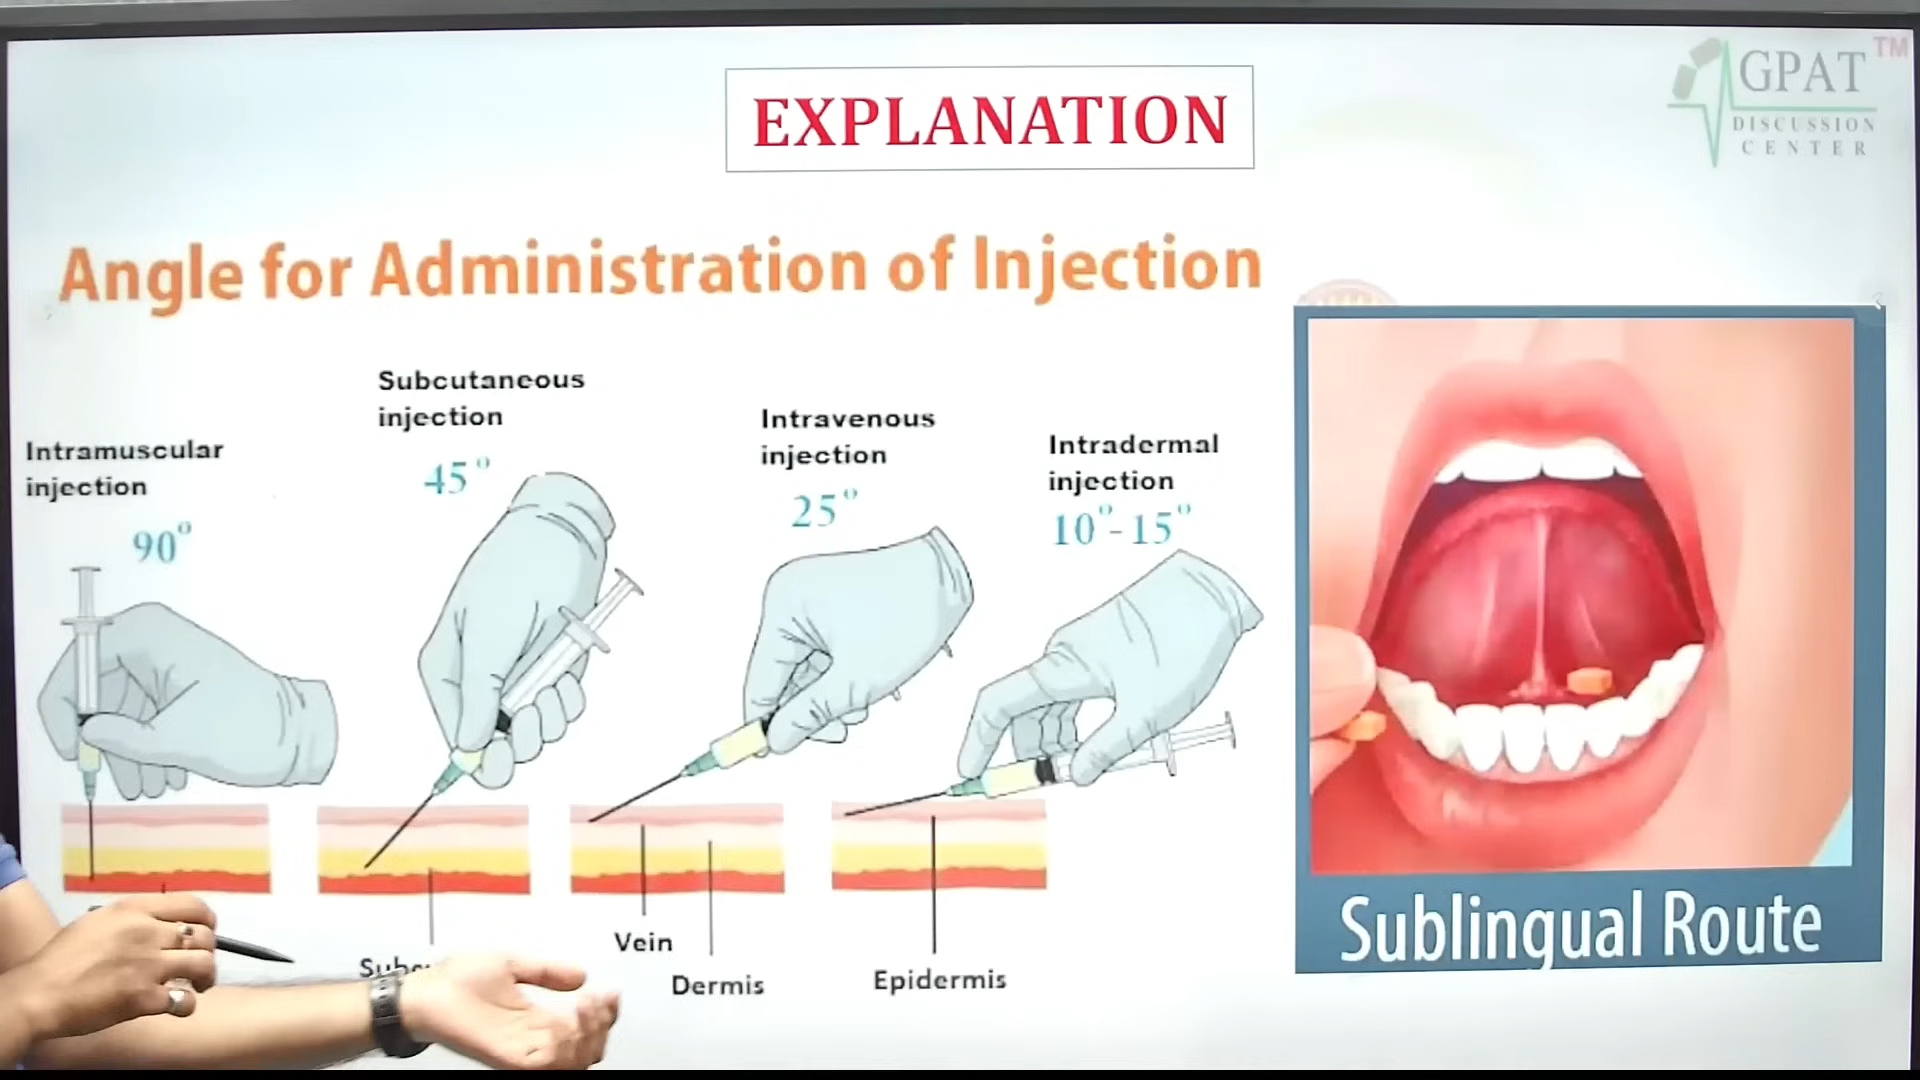 EXPLANATION
GPAT TM
DISCUSSION
CENTER
Angle for Administration of Injection
Intramuscular
injection
90°
Subcutaneous
injection
45°
Intravenous
injection
25°
Intradermal
injection
10°-15°
Vein
Dermis
Epidermis
Sublingual Route